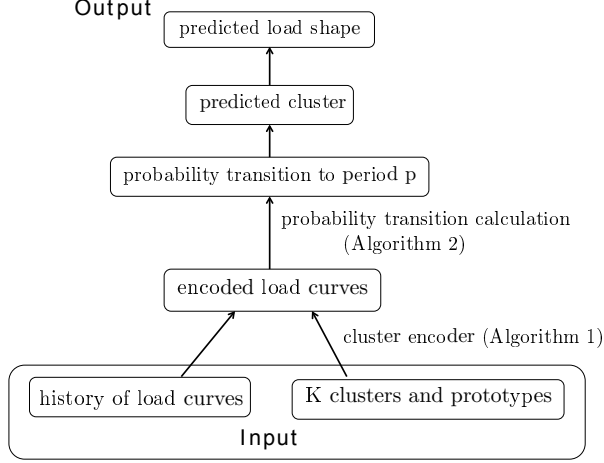 Output
predicted load shape
predicted cluster
probability transition to period p
probability transition calculation
(Algorithm 2)
encoded load curves
cluster encoder (Algorithm 1)
history of load curves
K clusters and prototypes
Input